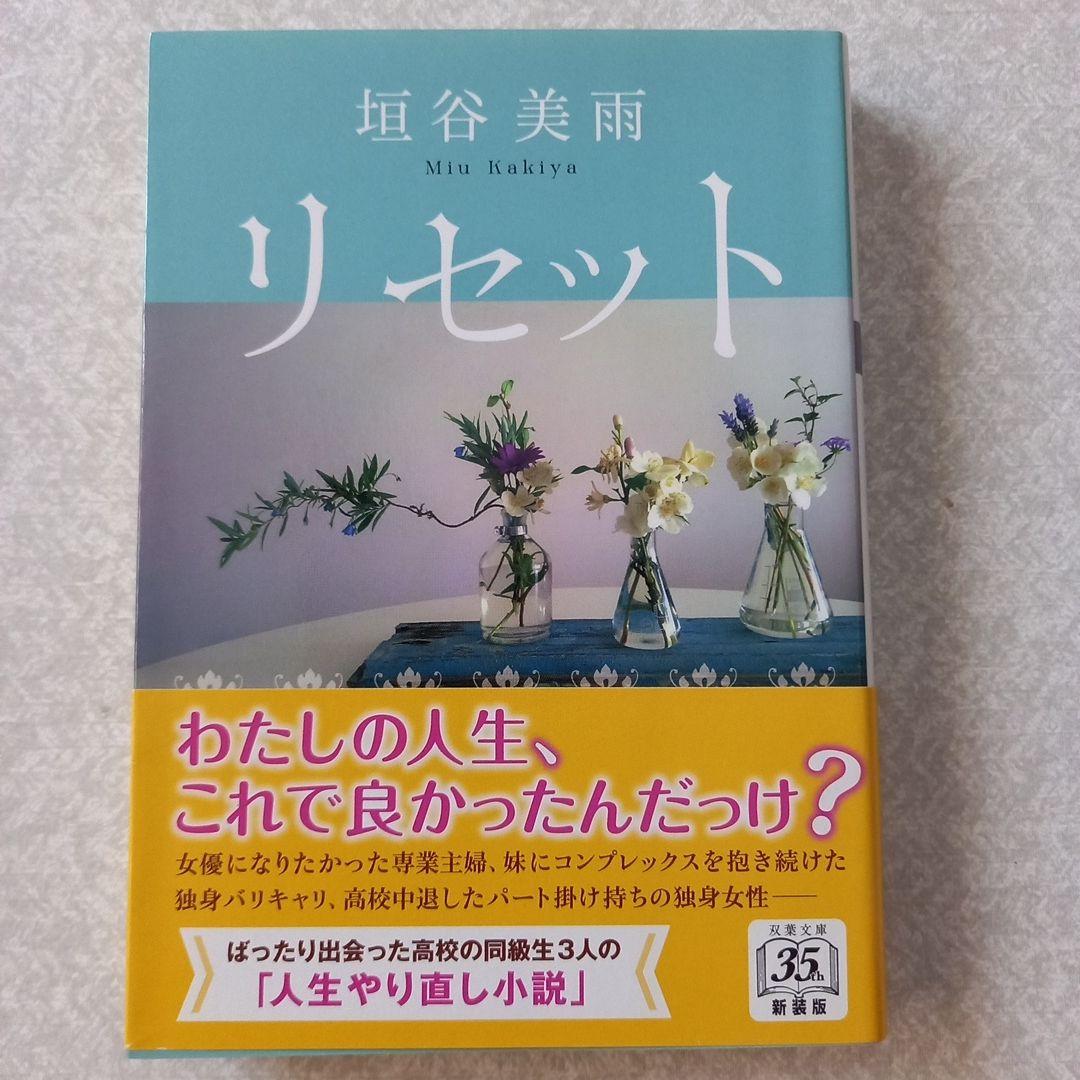 垣谷美雨
Miu Kakiya
リセット
わたしの人生、
これで良かったんだっけ?
女優になりたかった専業主婦、妹にコンプレックスを抱き続けた
独身バリキャリ、高校中退したパート掛け持ちの独身女性――
ばったり出会った高校の同級生3人の
「人生やり直し小説」
双葉文庫
35th
新装版